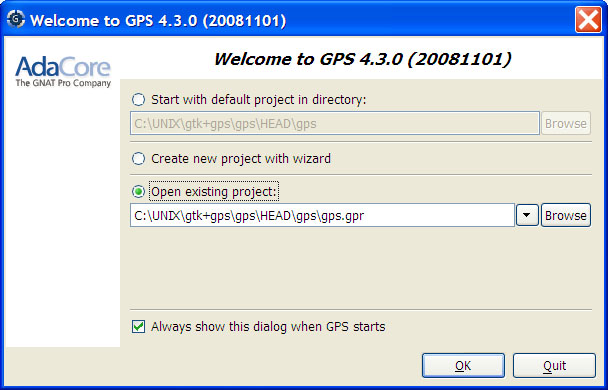 Welcome to GPS 4.3.0 (20081101)
AdaCore
The GNAT Pro Company
Welcome to GPS 4.3.0 (20081101)
Start with default project in directory:
C:\UNIX\gtk+gps\gps\HEAD\gps Browse
Create new project with wizard
Open existing project:
C:\UNIX\gtk+gps\gps\HEAD\gps\gps.gpr Browse
Always show this dialog when GPS starts
OK Quit